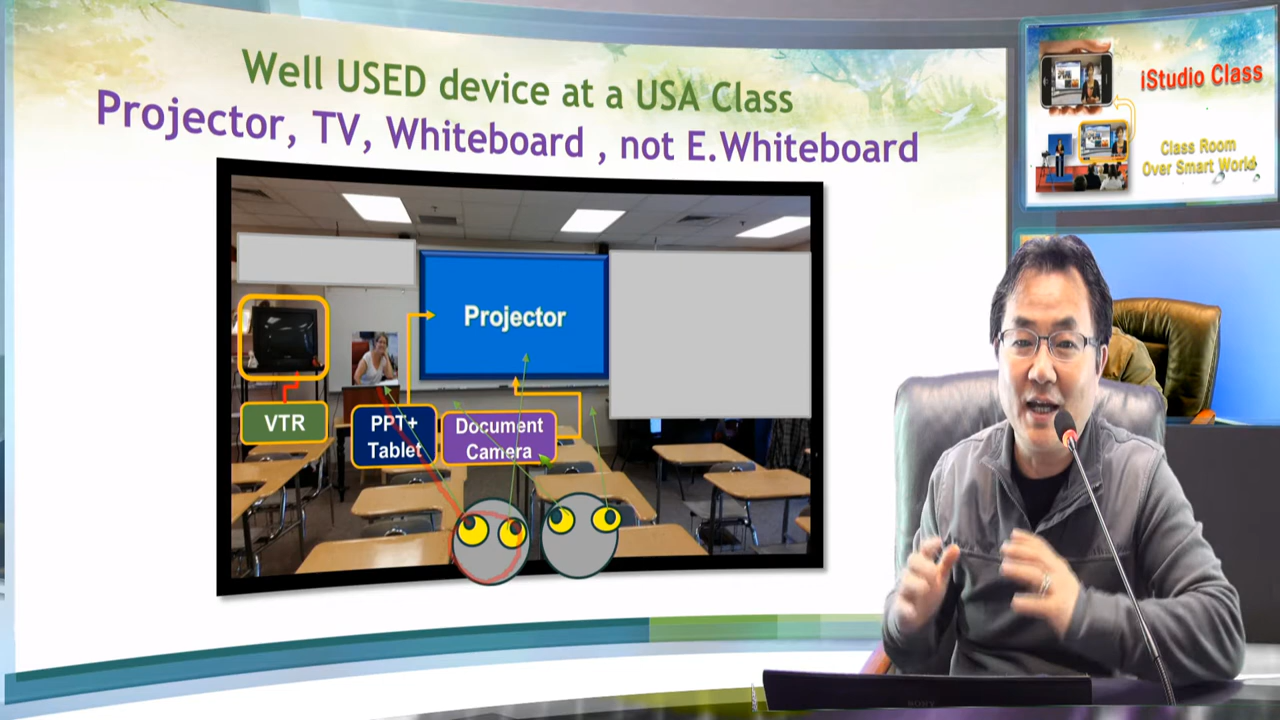 Well USED device at a USA Class
Projector, TV, Whiteboard , not E.Whiteboard
iStudio Class
Class Room
Over Smart World
Projector
VTR
PPT+
Tablet
Document
Camera
SONY